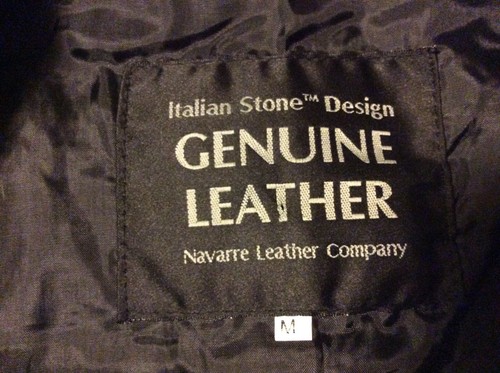 Italian Stone™ Design
GENUINE
LEATHER
Navarre Leather Company
M